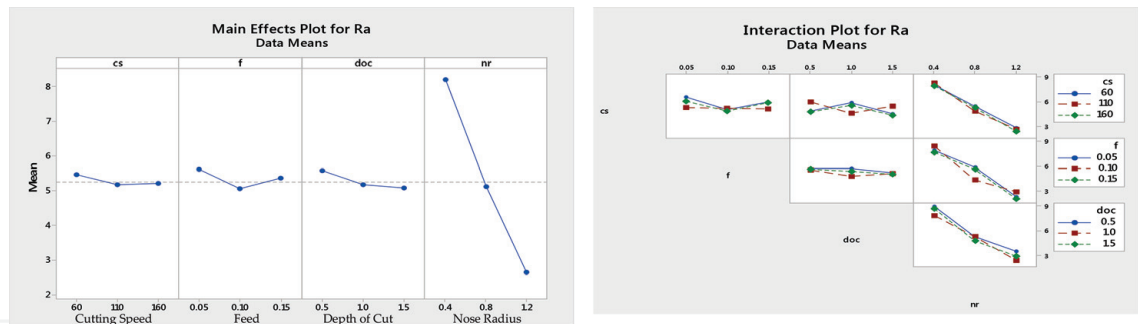 Main Effects Plot for Ra
Data Means
cs f doc nr
Mean
8
7
6
5
4
3
2
60 110 160 0.05 0.10 0.15 0.5 1.0 1.5 0.4 0.8 1.2
Cutting Speed Feed Depth of Cut Nose Radius
Interaction Plot for Ra
Data Means
0.05 0.10 0.15 0.5 1.0 1.5 0.4 0.8 1.2
cs
9
6
3
cs
60
110
160
f
9
6
3
f
0.05
0.10
0.15
doc
9
6
3
doc
0.5
1.0
1.5
nr